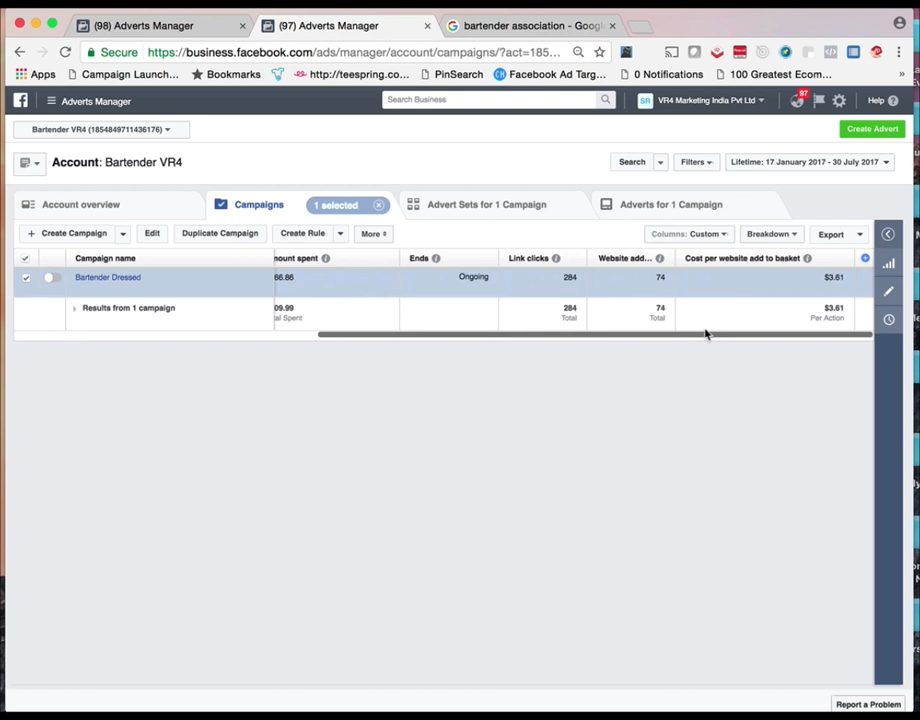 (98) Adverts Manager
(97) Adverts Manager
bartender association - Goog
Secure https://business.facebook.com/ads/manager/account/campaigns/?act=185...
Apps Campaign Launch... Bookmarks http://teespring.co... PinSearch Facebook Ad Targ... 0 Notifications 100 Greatest Ecom... »
Adverts Manager Search Business SR VR4 Marketing India Pvt Ltd 97 Help
Bartender VR4 (1854849711436176) Create Advert
Account: Bartender VR4 Search Filters Lifetime: 17 January 2017 - 30 July 2017
Account overview Campaigns 1 selected Advert Sets for 1 Campaign Adverts for 1 Campaign
+ Create Campaign Edit Duplicate Campaign Create Rule More Columns: Custom Breakdown Export
Campaign name ount spent Ends Link clicks Website add... Cost per website add to basket
Bartender Dressed 66.86 Ongoing 284 74 $3.61
Results from 1 campaign 09.99 284 74 $3.61
al Spent Total Total Per Action
Report a Problem